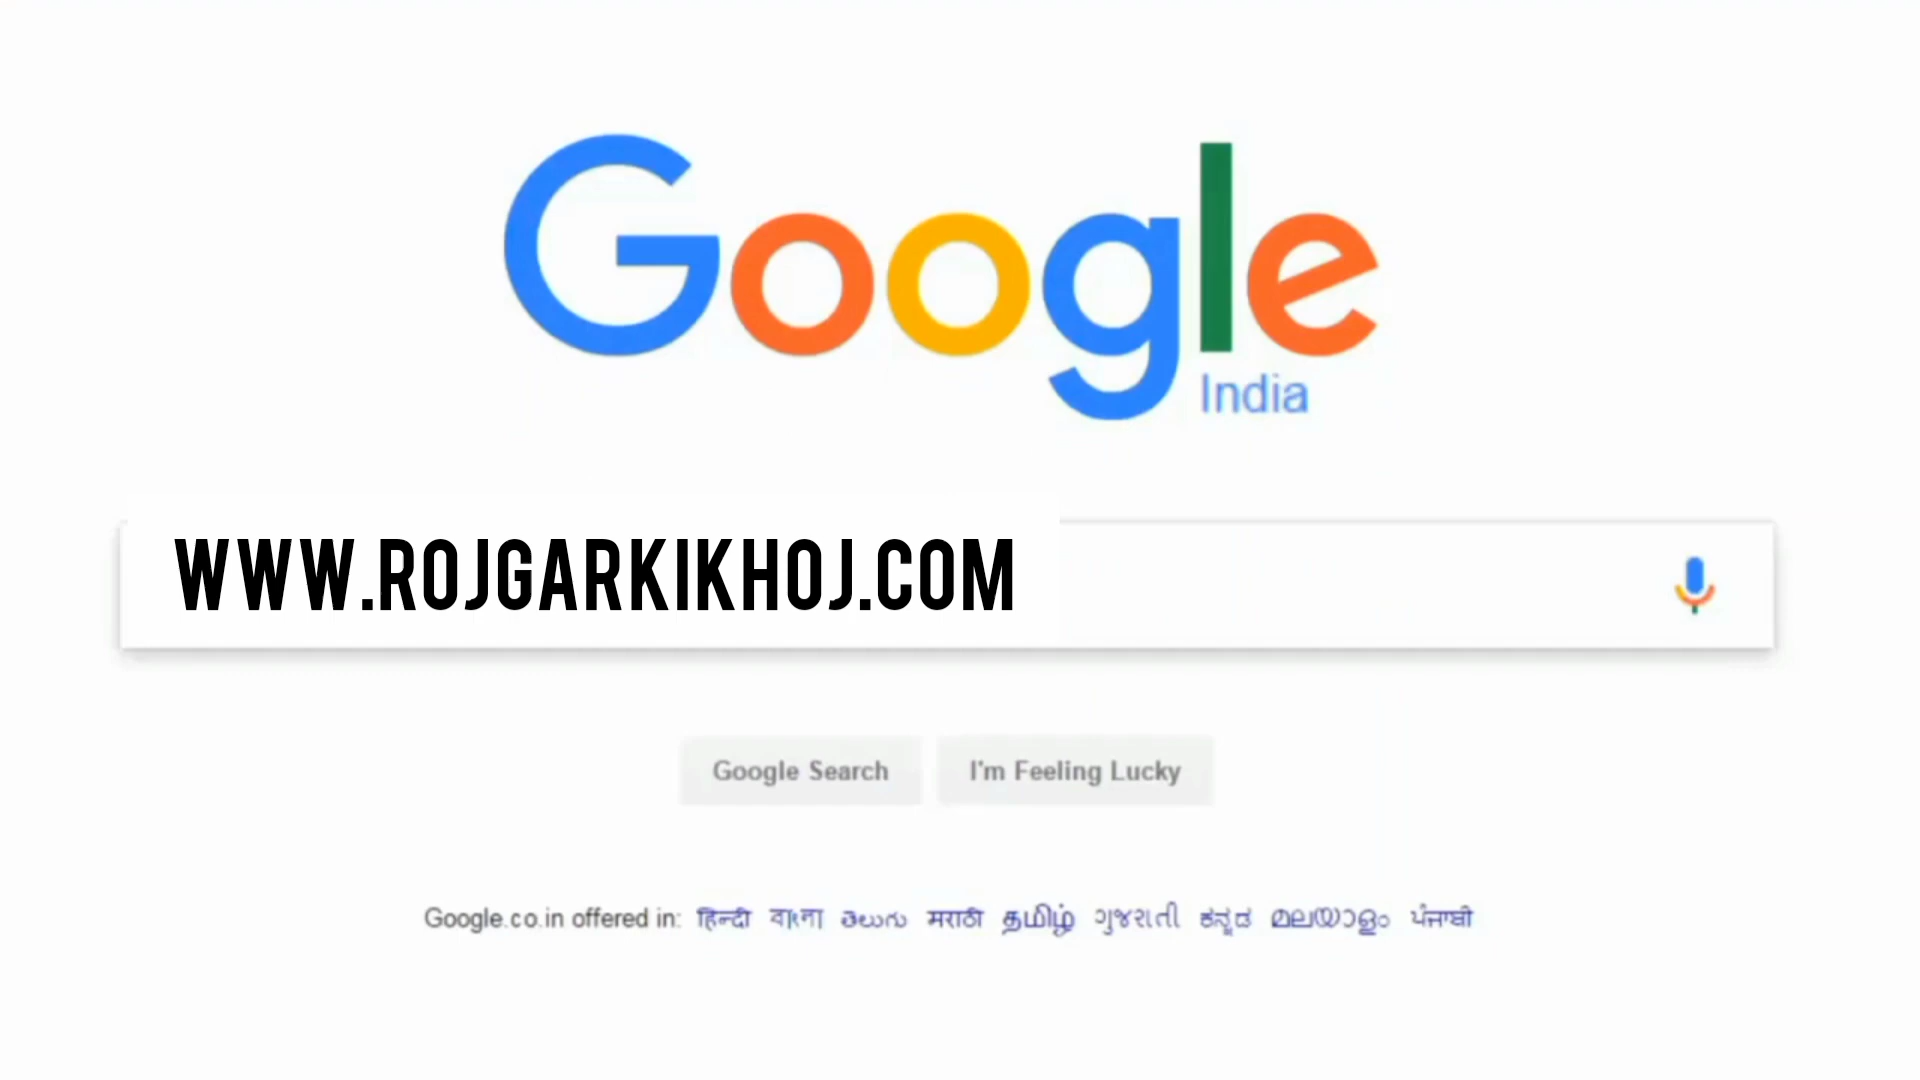 Google
India
WWW.ROJGARKIKHOJ.COM
Google Search I'm Feeling Lucky
Google.co.in offered in: हिन्दी বাংলা తెలుగు मराठी தமிழ் ગુજરાતી ಕನ್ನಡ മലയാളം ਪੰਜਾਬੀ